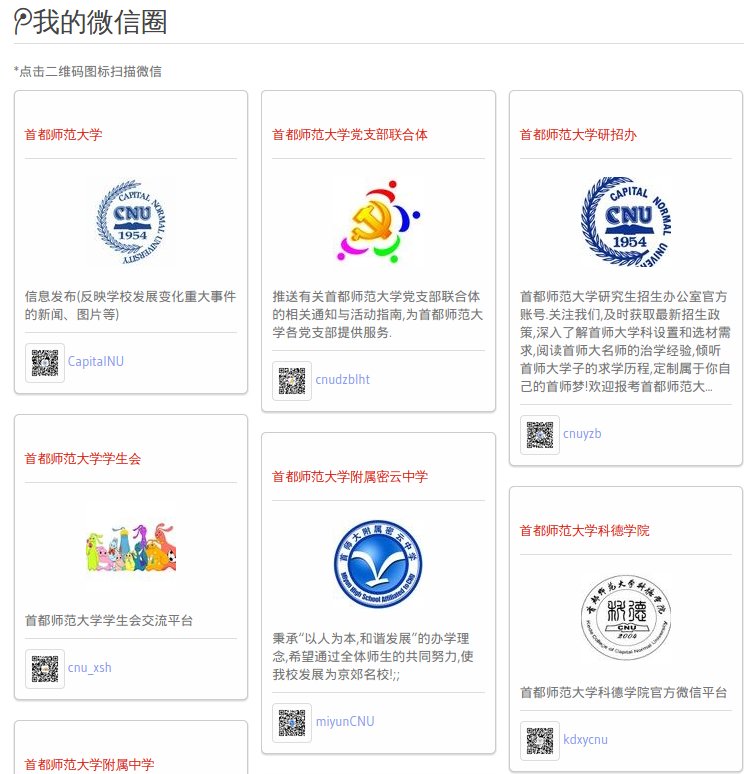 我的微信圈
*点击二维码图标扫描微信
首都师范大学
CAPITAL NORMAL UNIVERSITY
CNU
1954
信息发布(反映学校发展变化重大事件
的新闻、图片等)
CapitalNU
首都师范大学学生会
首都师范大学学生会交流平台
cnu_xsh
首都师范大学附属中学
首都师范大学党支部联合体
推送有关首都师范大学党支部联合体
的相关通知与活动指南,为首都师范大
学各党支部提供服务.
cnudzblht
首都师范大学附属密云中学
首师大附属密云中学
Miyun High School Affiliated to CNU
秉承“以人为本,和谐发展”的办学理
念,希望通过全体师生的共同努力,使
我校发展为京郊名校!;;
miyunCNU
首都师范大学研招办
CAPITAL NORMAL UNIVER
CNU
1954
首都师范大学研究生招生办公室官方
账号.关注我们,及时获取最新招生政
策,深入了解首师大学科设置和选材需
求,阅读首师大名师的治学经验,倾听
首师大学子的求学历程,定制属于你自
己的首师梦!欢迎报考首都师范大...
cnuyzb
首都师范大学科德学院
首都师范大学科德学院
科德
CNU
2004
Kede College of Capital Normal University
首都师范大学科德学院官方微信平台
kdxycnu